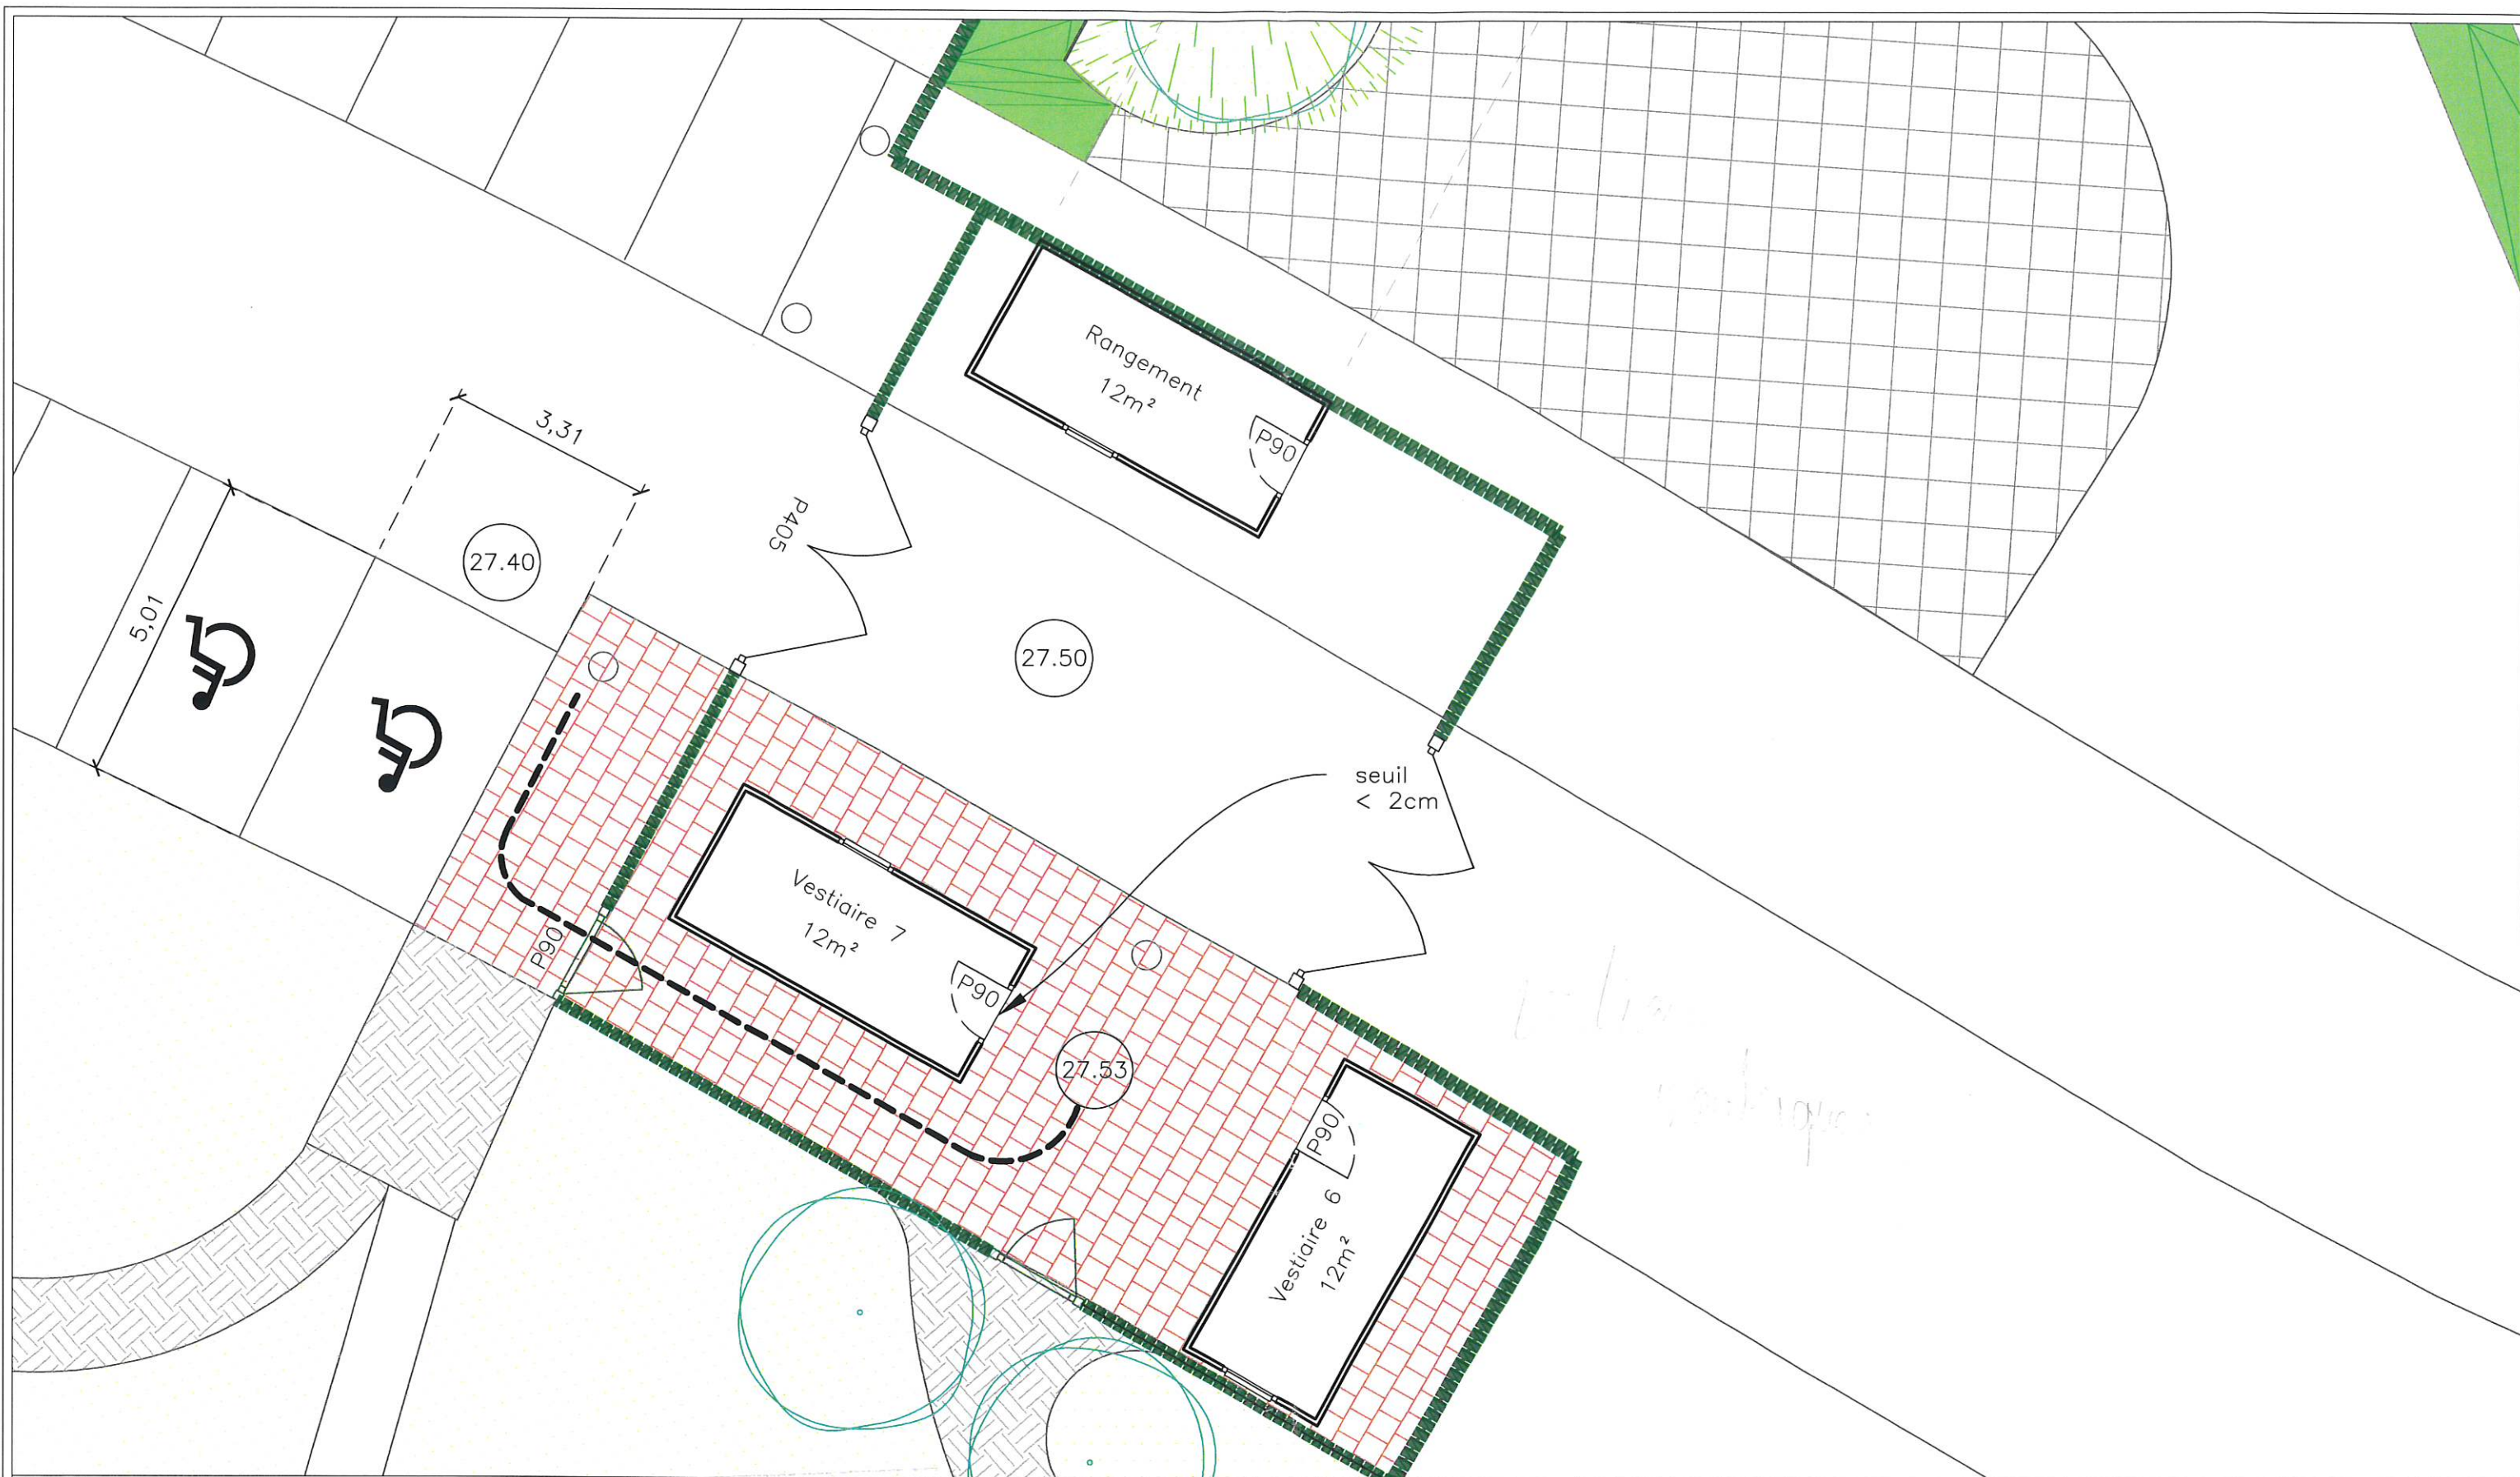 Rangement
12m²
P90
3,31
P405
27.40
5,01
27.50
seuil
< 2cm
Vestiaire 7
12m²
P90
P90
27.53
P90
Vestiaire 6
12m²